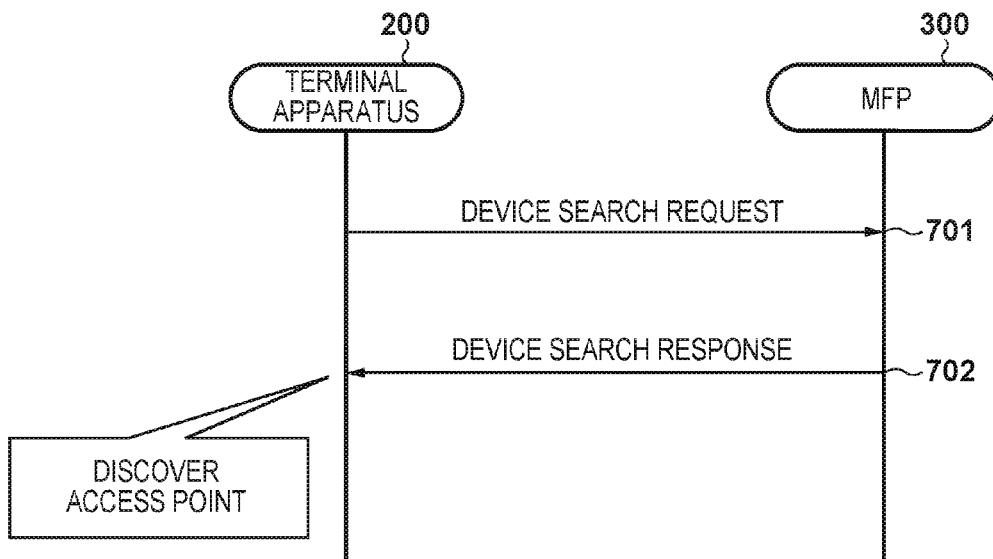 200
300
TERMINAL
APPARATUS
MFP
DEVICE SEARCH REQUEST
701
DEVICE SEARCH RESPONSE
702
DISCOVER
ACCESS POINT